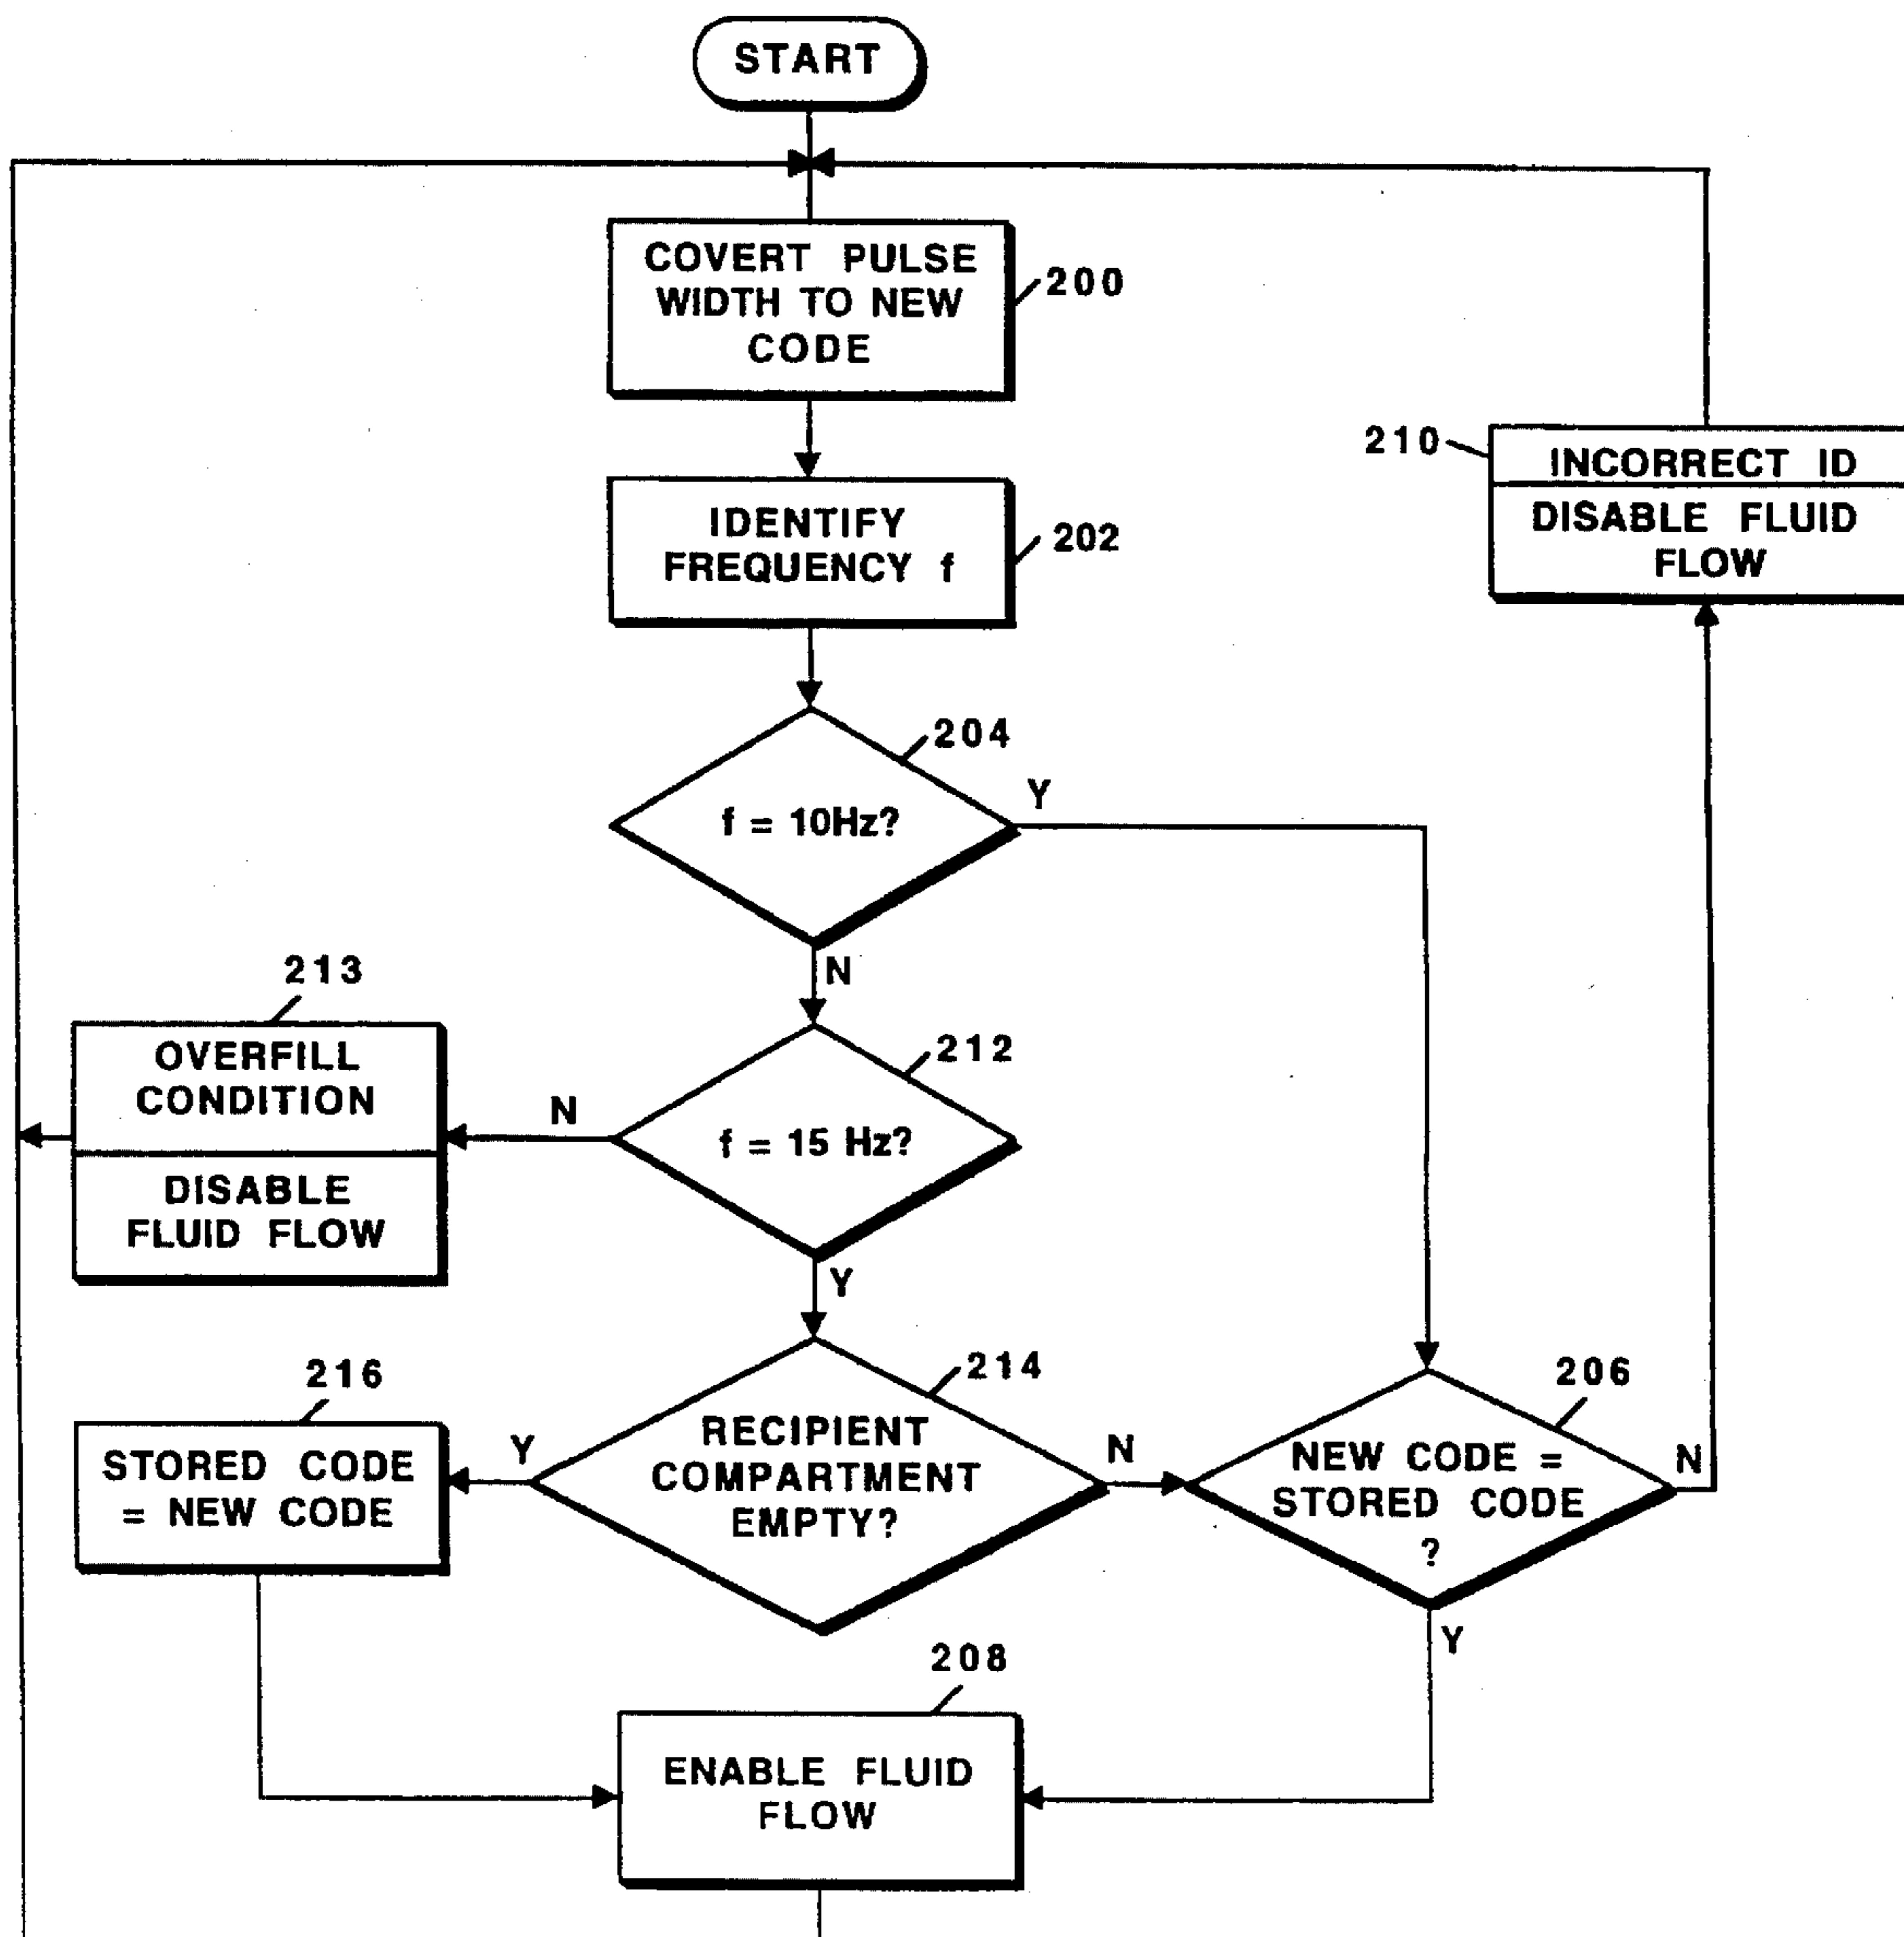 START
COVERT PULSE
WIDTH TO NEW
CODE
200
IDENTIFY
FREQUENCY f
202
210
INCORRECT ID
DISABLE FLUID
FLOW
204
f = 10Hz?
Y
N
213
OVERFILL
CONDITION
DISABLE
FLUID FLOW
N
212
f = 15 Hz?
Y
216
STORED CODE
= NEW CODE
Y
214
RECIPIENT
COMPARTMENT
EMPTY?
N
206
NEW CODE =
STORED CODE
?
N
Y
208
ENABLE FLUID
FLOW